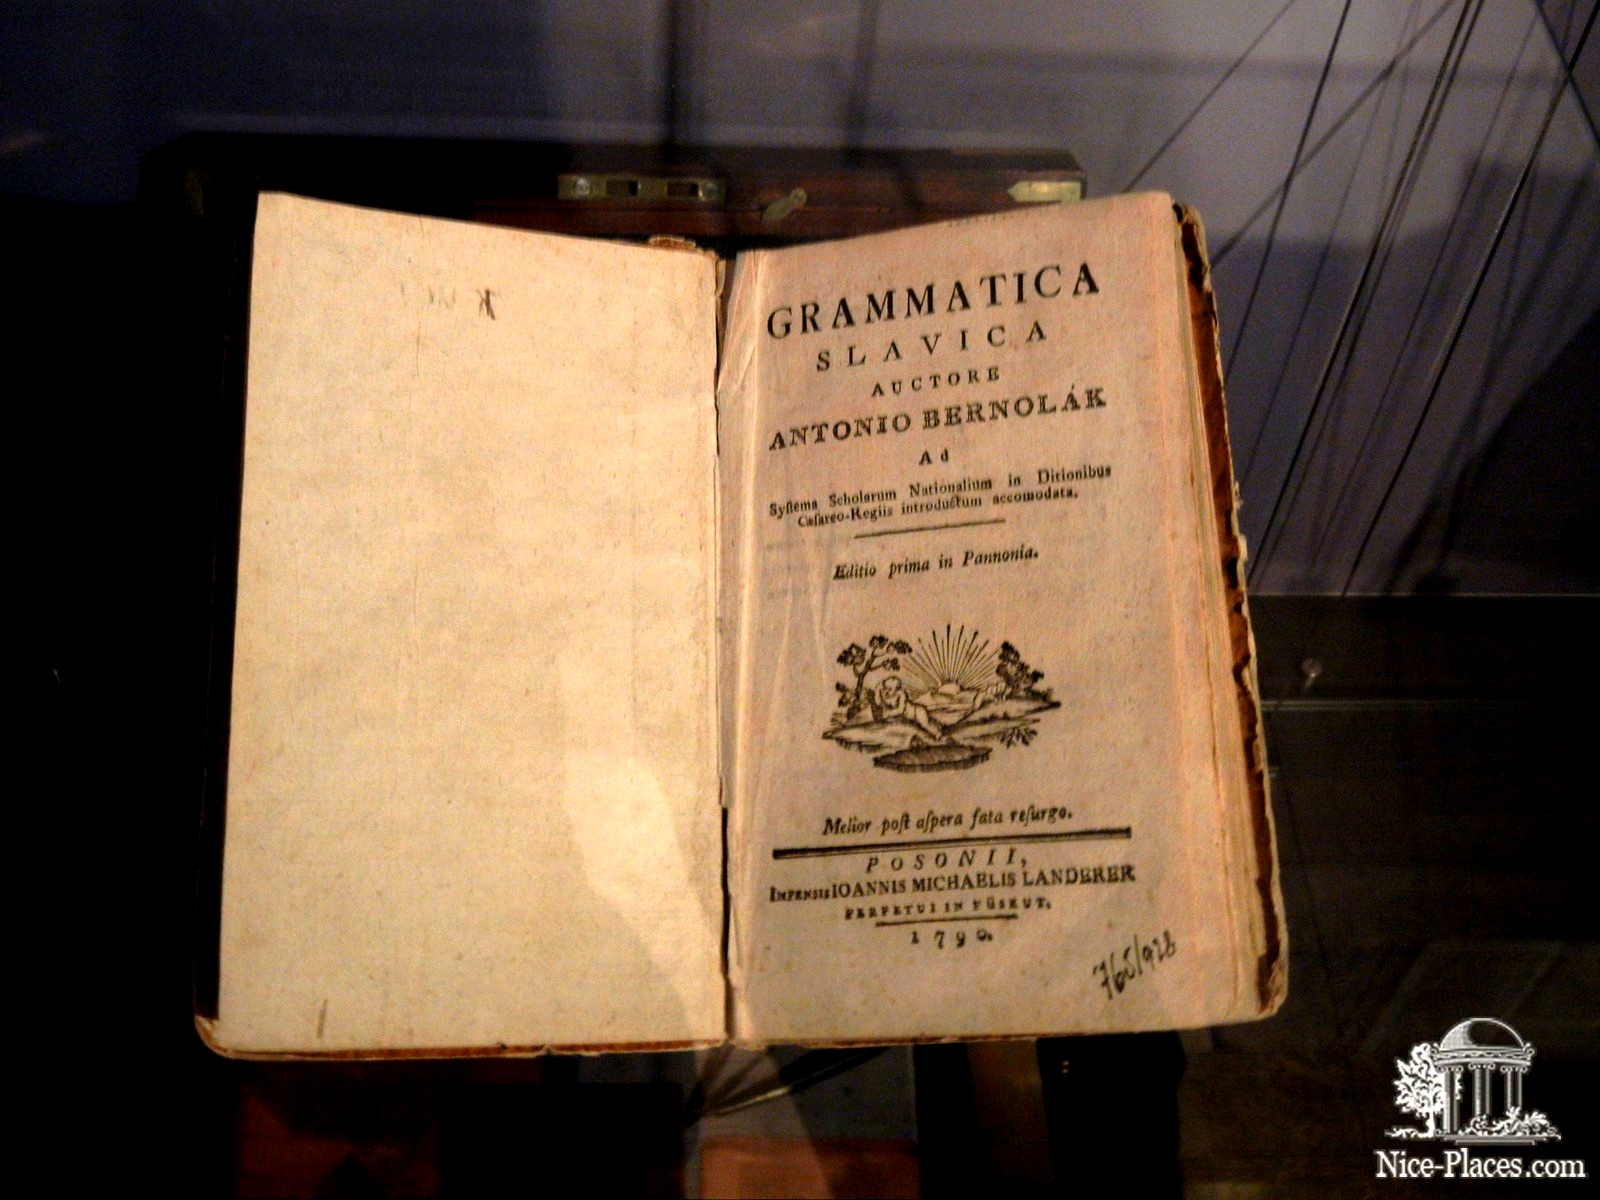 GRAMMATICA
SLAVICA
AUCTORE
ANTONIO BERNOLÁK
Ad
Syſtema Scholarum Nationalium in Ditionibus
Cæſareo-Regiis introductum accomodata.
Editio prima in Pannonia.
Melior poſt aſpera fata reſurgo.
POSONII,
IMPENSIS IOANNIS MICHAELIS LANDERER
PERPETUI IN FÜSKUT.
1790.
765/928
Nice-Places.com